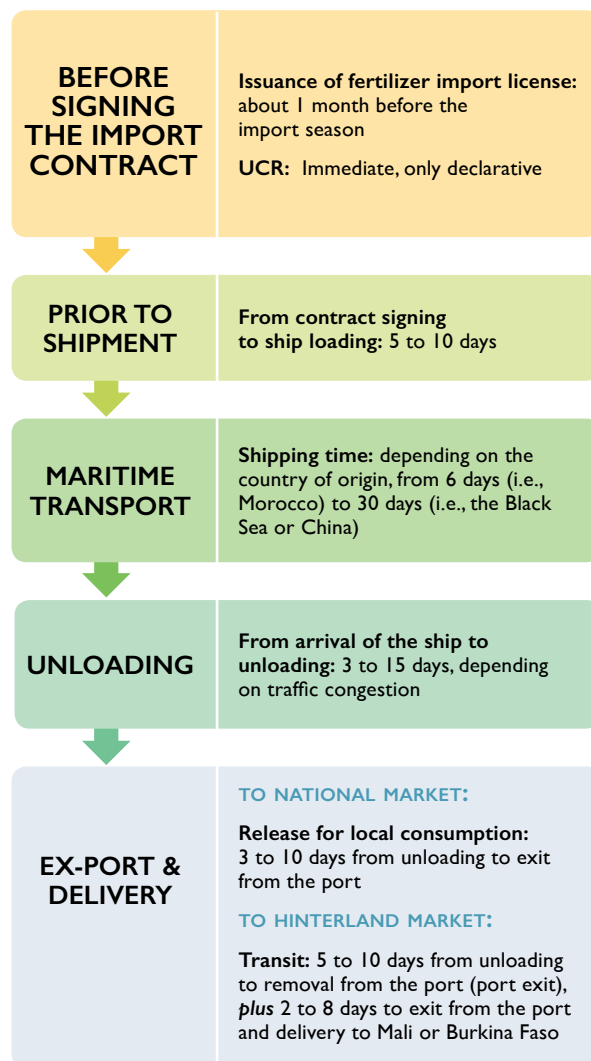 BEFORE
SIGNING
THE IMPORT
CONTRACT
Issuance of fertilizer import license:
about 1 month before the
import season
UCR: Immediate, only declarative
PRIOR TO
SHIPMENT
From contract signing
to ship loading: 5 to 10 days
MARITIME
TRANSPORT
Shipping time: depending on the
country of origin, from 6 days (i.e.,
Morocco) to 30 days (i.e., the Black
Sea or China)
UNLOADING
From arrival of the ship to
unloading: 3 to 15 days, depending
on traffic congestion
EX-PORT &
DELIVERY
TO NATIONAL MARKET:
Release for local consumption:
3 to 10 days from unloading to exit
from the port
TO HINTERLAND MARKET:
Transit: 5 to 10 days from unloading
to removal from the port (port exit),
plus 2 to 8 days to exit from the port
and delivery to Mali or Burkina Faso